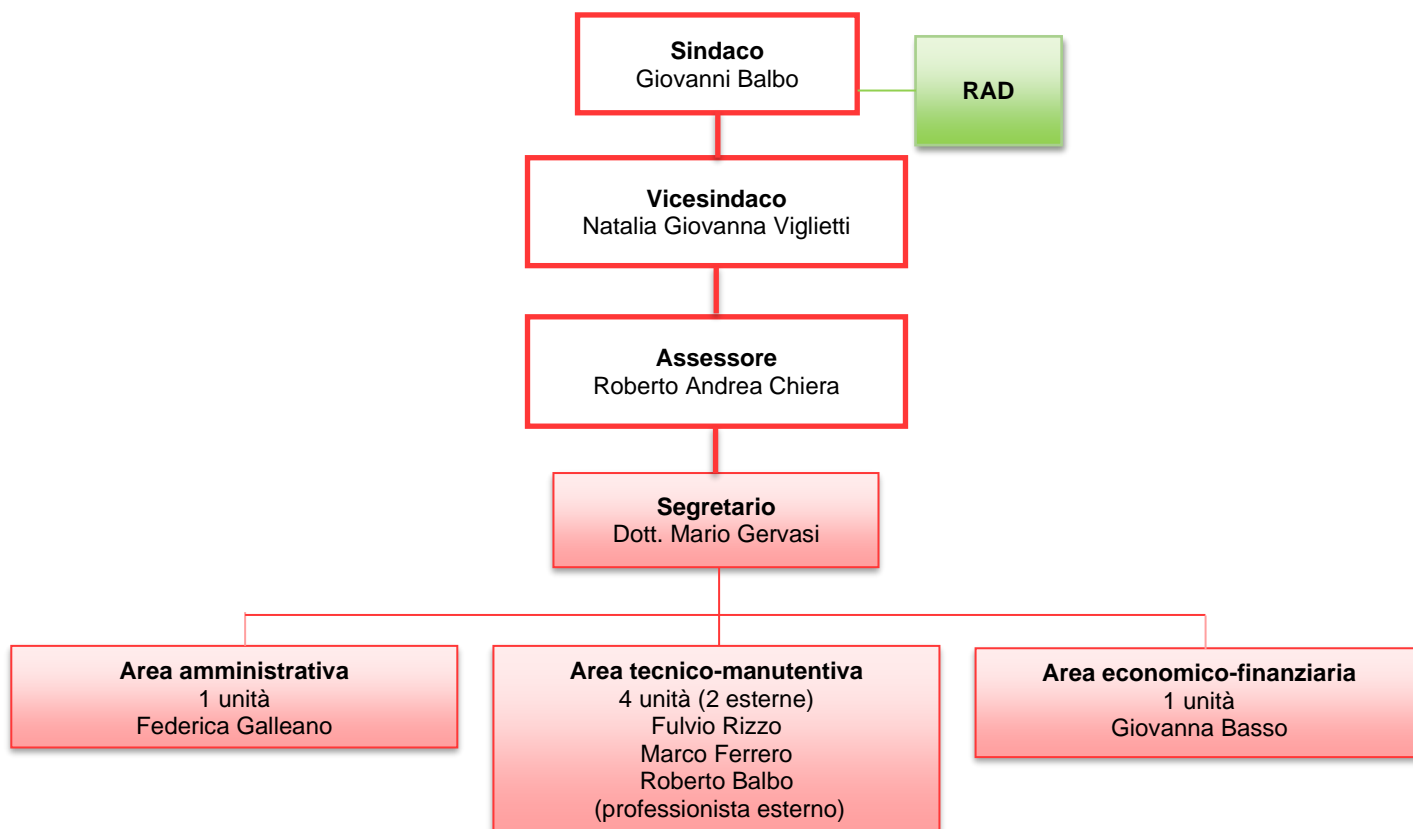 Sindaco
Giovanni Balbo
RAD
Vicesindaco
Natalia Giovanna Viglietti
Assessore
Roberto Andrea Chiera
Segretario
Dott. Mario Gervasi
Area amministrativa
1 unità
Federica Galleano
Area tecnico-manutentiva
4 unità (2 esterne)
Fulvio Rizzo
Marco Ferrero
Roberto Balbo
(professionista esterno)
Area economico-finanziaria
1 unità
Giovanna Basso